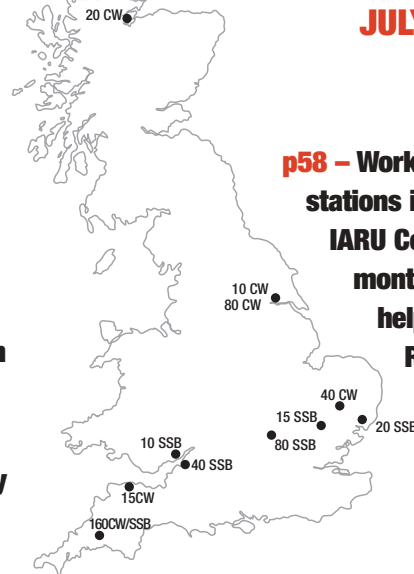 20 CW
JULY
p58 – Work
stations i
IARU Co
mont
help
10 CW
80 CW
40 CW
15 SSB
20 SSB
80 SSB
10 SSB
40 SSB
15CW
160CW/SSB